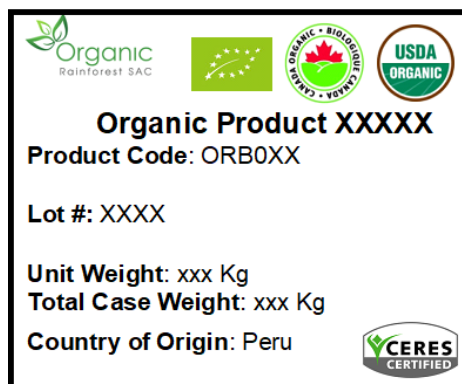 Organic
Rainforest SAC
CANADA ORGANIC • BIOLOGIQUE CANADA •
USDA
ORGANIC
Organic Product XXXXX
Product Code: ORB0XX
Lot #: XXXX
Unit Weight: xxx Kg
Total Case Weight: xxx Kg
Country of Origin: Peru
CERES
CERTIFIED